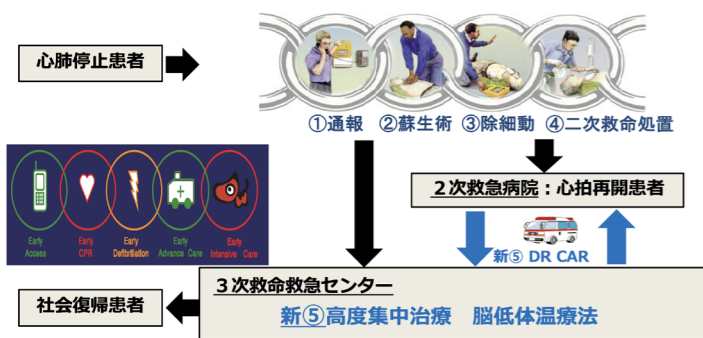 心肺停止患者
①通報 ②蘇生術 ③除細動 ④二次救命処置
Early Access
Early CPR
Early Defibrillation
Early Advance Care
Early Intensive Care
2次救急病院：心拍再開患者
新⑤ DR CAR
3次救命救急センター
新⑤高度集中治療 脳低体温療法
社会復帰患者